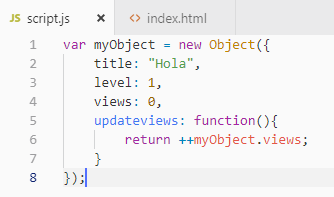 JS script.js × <> index.html
1 var myObject = new Object({
2     title: "Hola",
3     level: 1,
4     views: 0,
5     updateviews: function(){
6         return ++myObject.views;
7     }
8 });